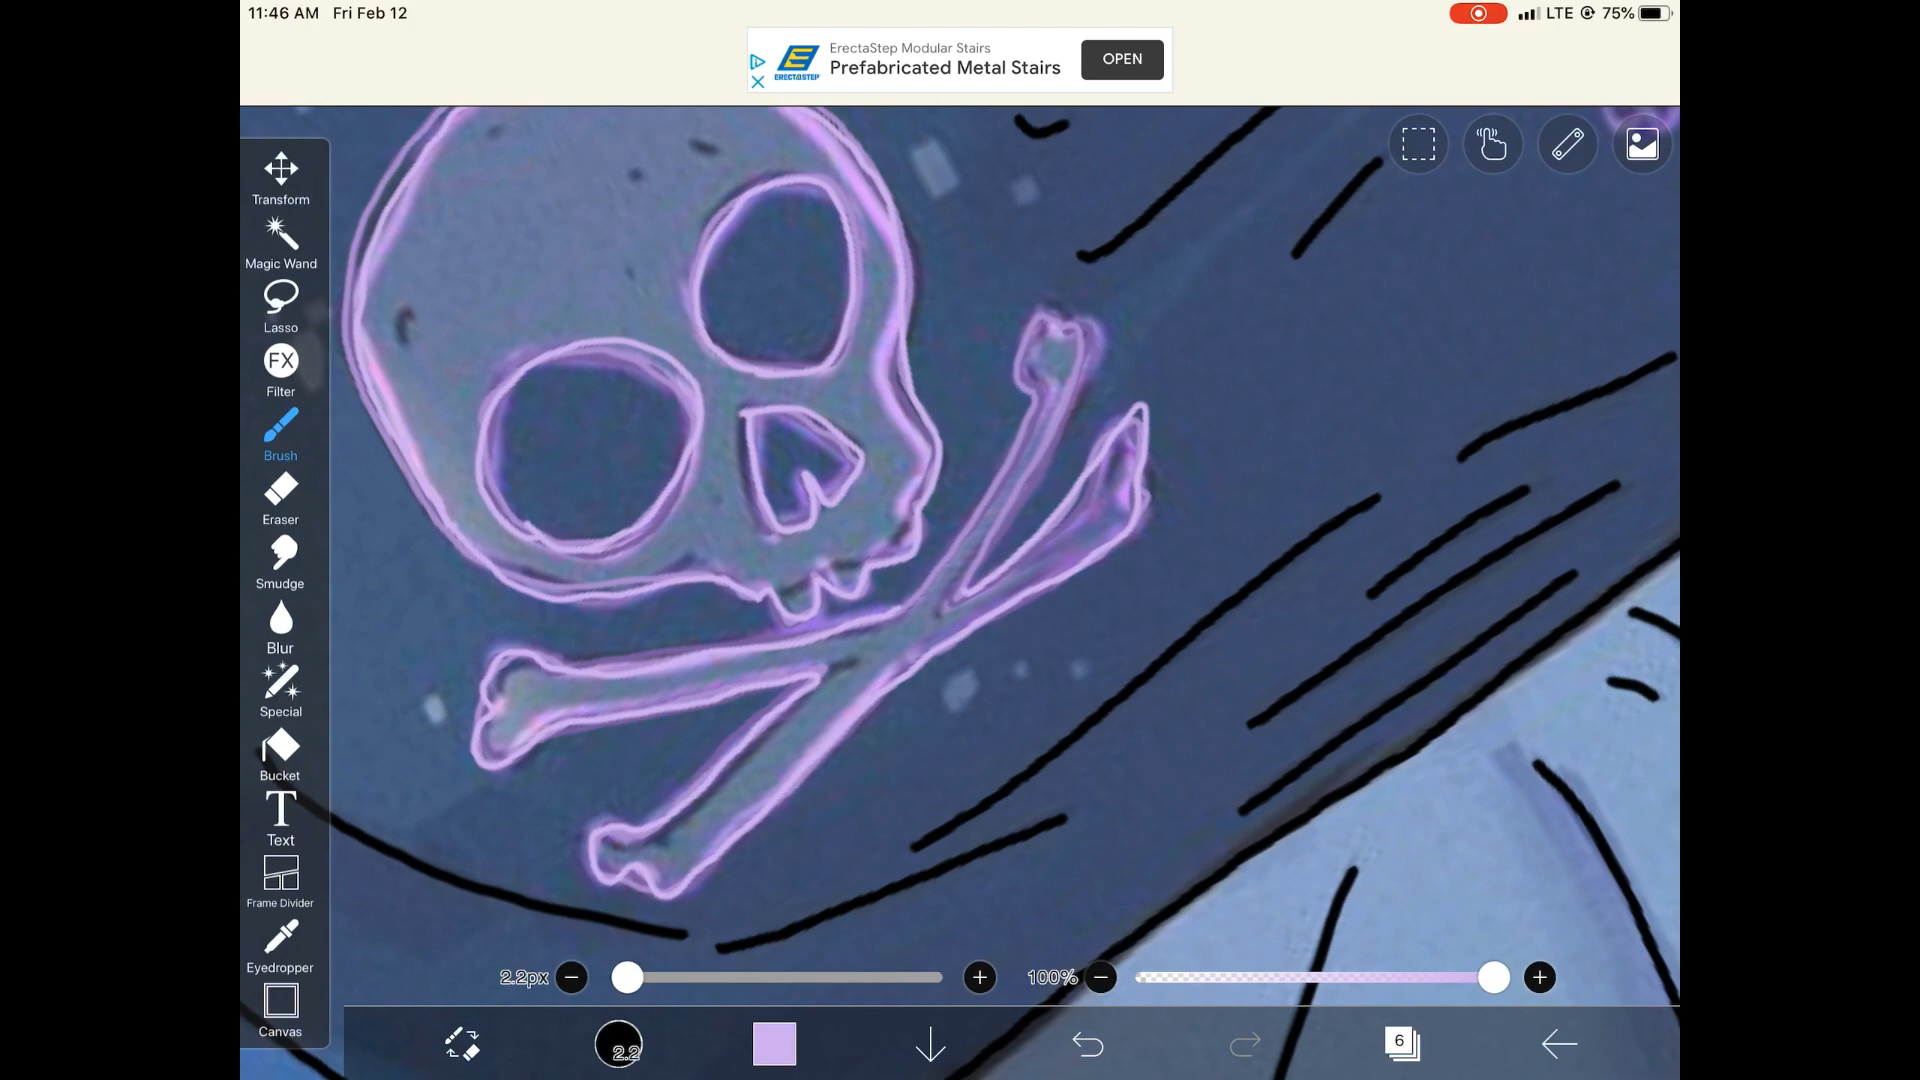 11:46 AM Fri Feb 12
LTE 75%
ErectaStep Modular Stairs
Prefabricated Metal Stairs
OPEN
ERECTASTEP
Transform
Magic Wand
Lasso
FX
Filter
Brush
Eraser
Smudge
Blur
Special
Bucket
T
Text
Frame Divider
Eyedropper
Canvas
2.2px
100%
2.2
6